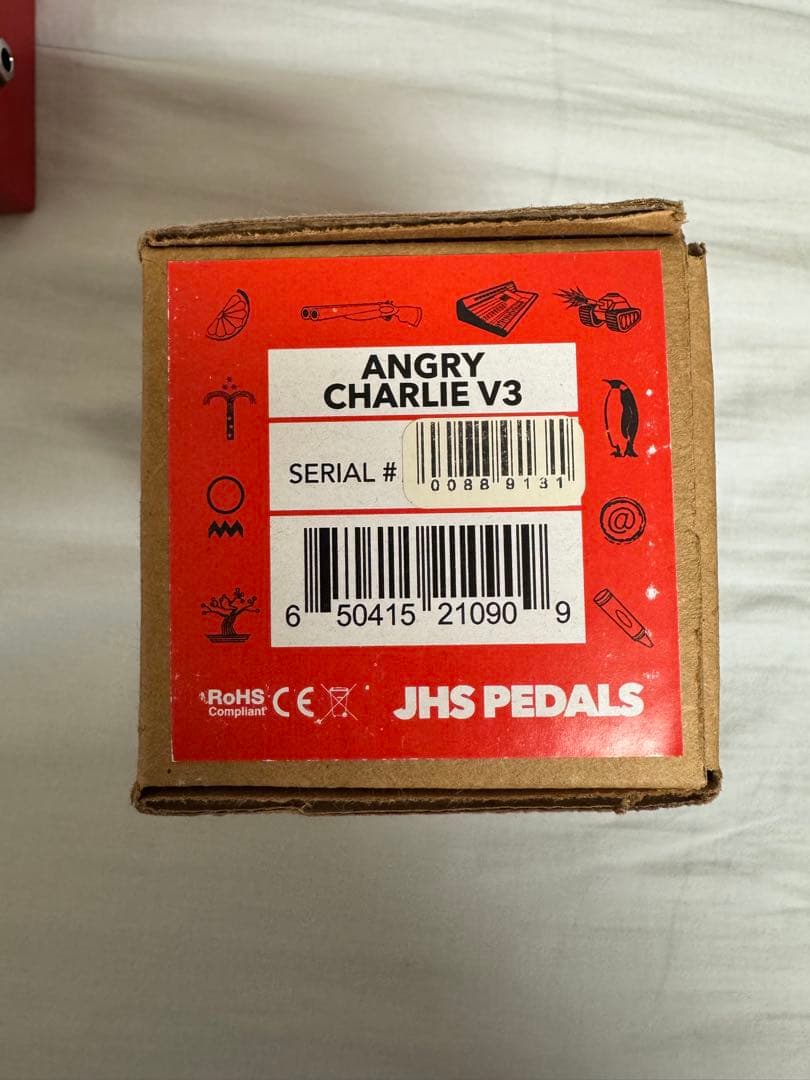 ANGRY
CHARLIE V3
SERIAL #
0088 9131
6 50415 21090 9
RoHS
Compliant
CE
JHS PEDALS
@